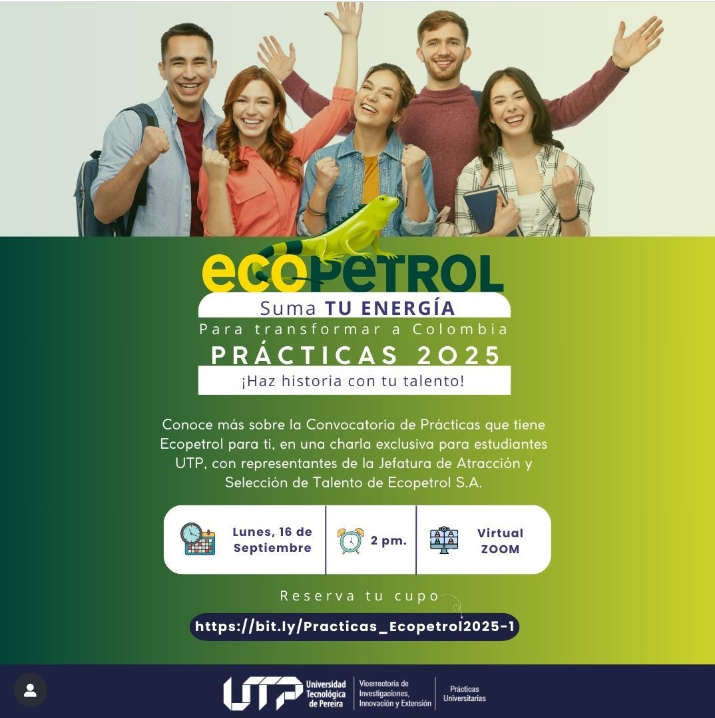 ecoPeTROL
Suma TU ENERGÍA
Para transformar a Colombia
PRÁCTICAS 2025
¡Haz historia con tu talento!
Conoce más sobre la Convocatoria de Prácticas que tiene
Ecopetrol para ti, en una charla exclusiva para estudiantes
UTP, con representantes de la Jefatura de Atracción y
Selección de Talento de Ecopetrol S.A.
Lunes, 16 de
Septiembre
2 pm.
Virtual
ZOOM
Reserva tu cupo
https://bit.ly/Practicas_Ecopetrol2025-1
UTP
Universidad
Tecnológica
de Pereira
Vicerrectoría de
Investigaciones,
Innovación y Extensión
Prácticas
Universitarias